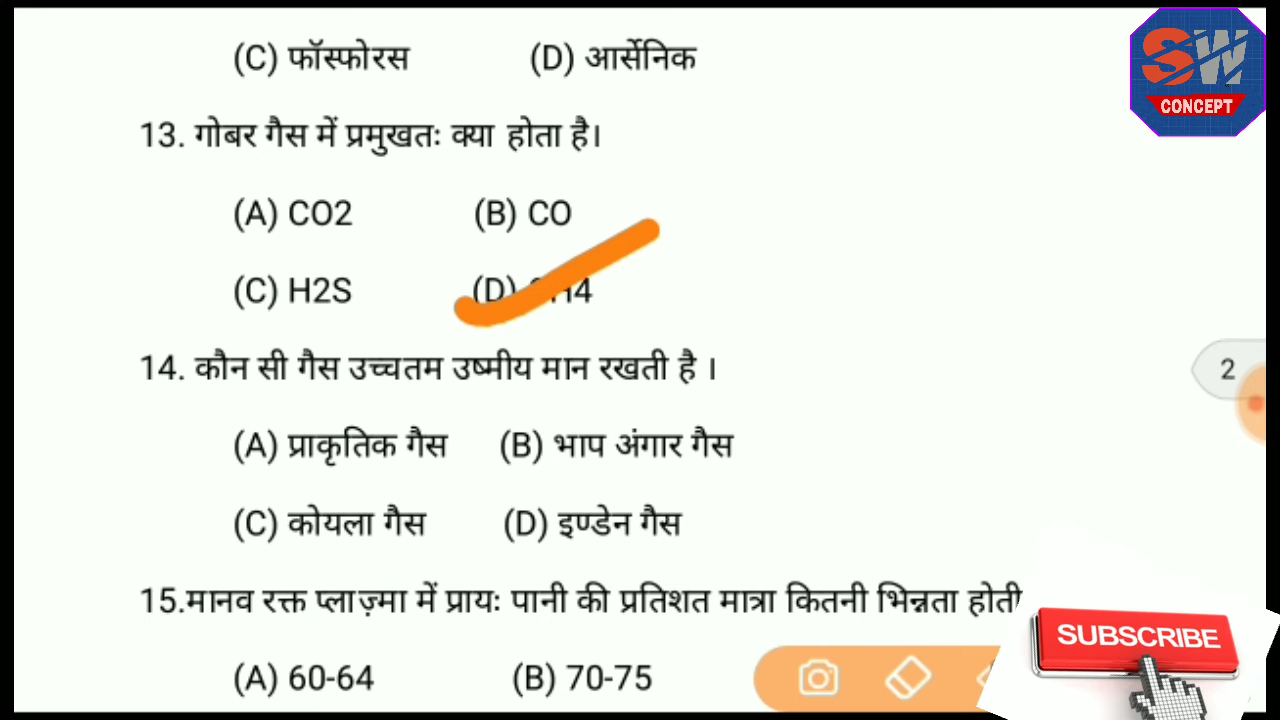 (C) फॉस्फोरस (D) आर्सेनिक
SW
CONCEPT
13. गोबर गैस में प्रमुखतः क्या होता है।
(A) CO2 (B) CO
(C) H2S (D) CH4
14. कौन सी गैस उच्चतम उष्मीय मान रखती है ।
2
(A) प्राकृतिक गैस (B) भाप अंगार गैस
(C) कोयला गैस (D) इण्डेन गैस
15.मानव रक्त प्लाज़्मा में प्रायः पानी की प्रतिशत मात्रा कितनी भिन्नता होती
SUBSCRIBE
(A) 60-64 (B) 70-75